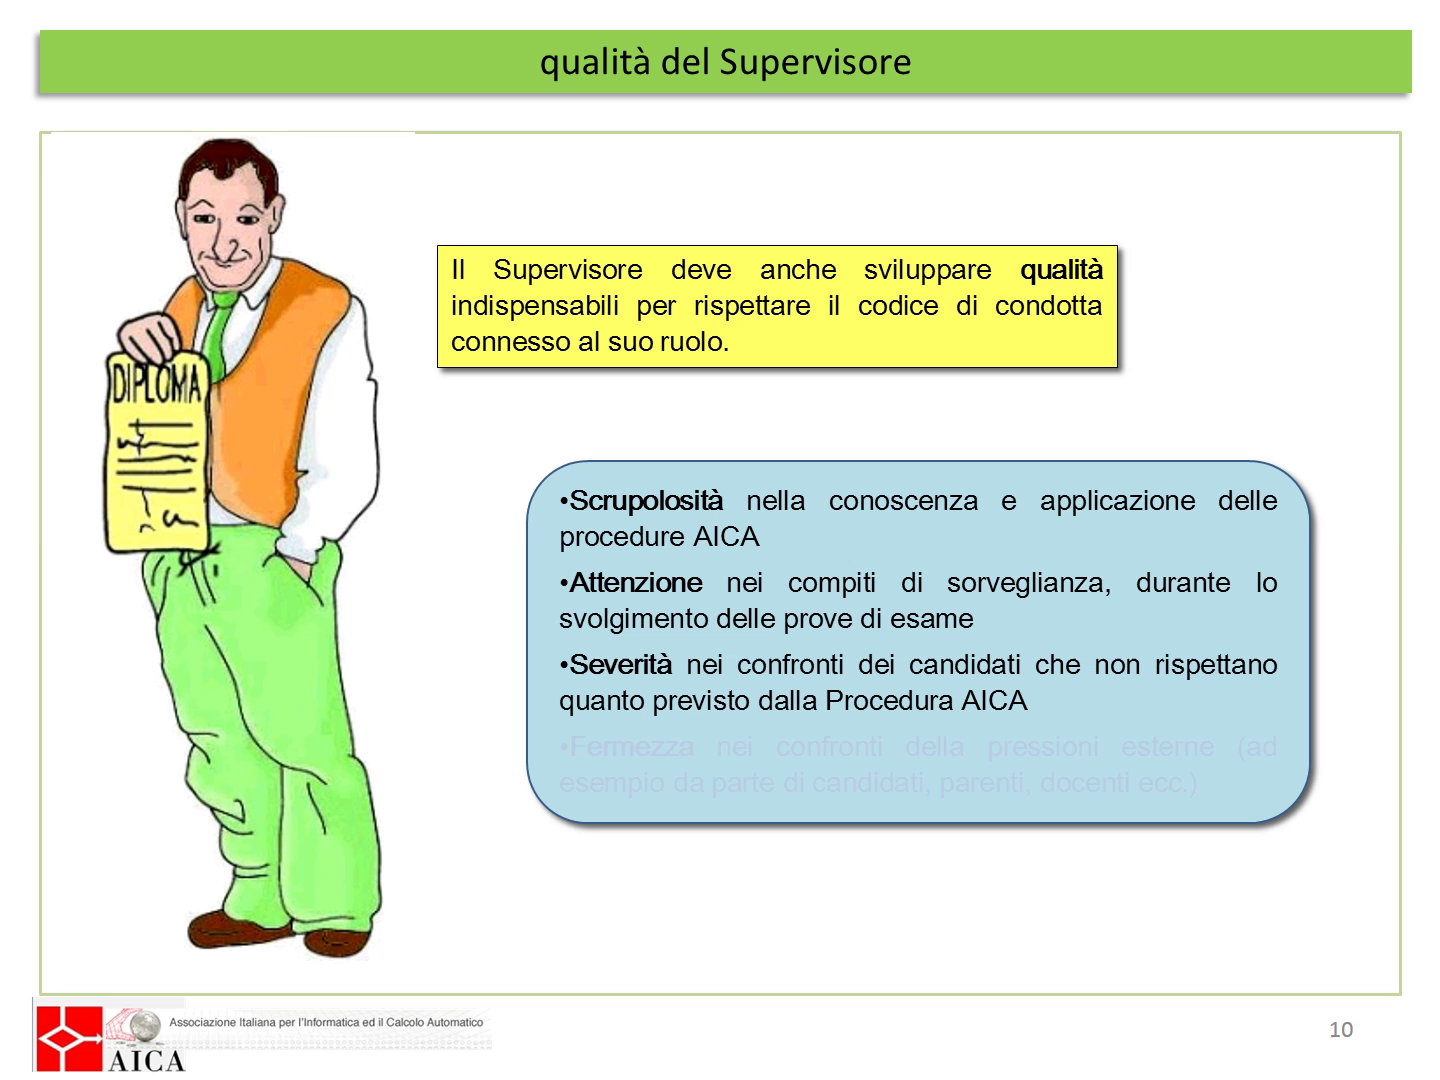 qualità del Supervisore
Il Supervisore deve anche sviluppare qualità
indispensabili per rispettare il codice di condotta
connesso al suo ruolo.
DIPLOMA
•Scrupolosità nella conoscenza e applicazione delle
procedure AICA
•Attenzione nei compiti di sorveglianza, durante lo
svolgimento delle prove di esame
•Severità nei confronti dei candidati che non rispettano
quanto previsto dalla Procedura AICA
•Fermezza nei confronti della pressioni esterne (ad
esempio da parte di candidati, parenti, docenti ecc.)
Associazione Italiana per l'Informatica ed il Calcolo Automatico
AICA
10